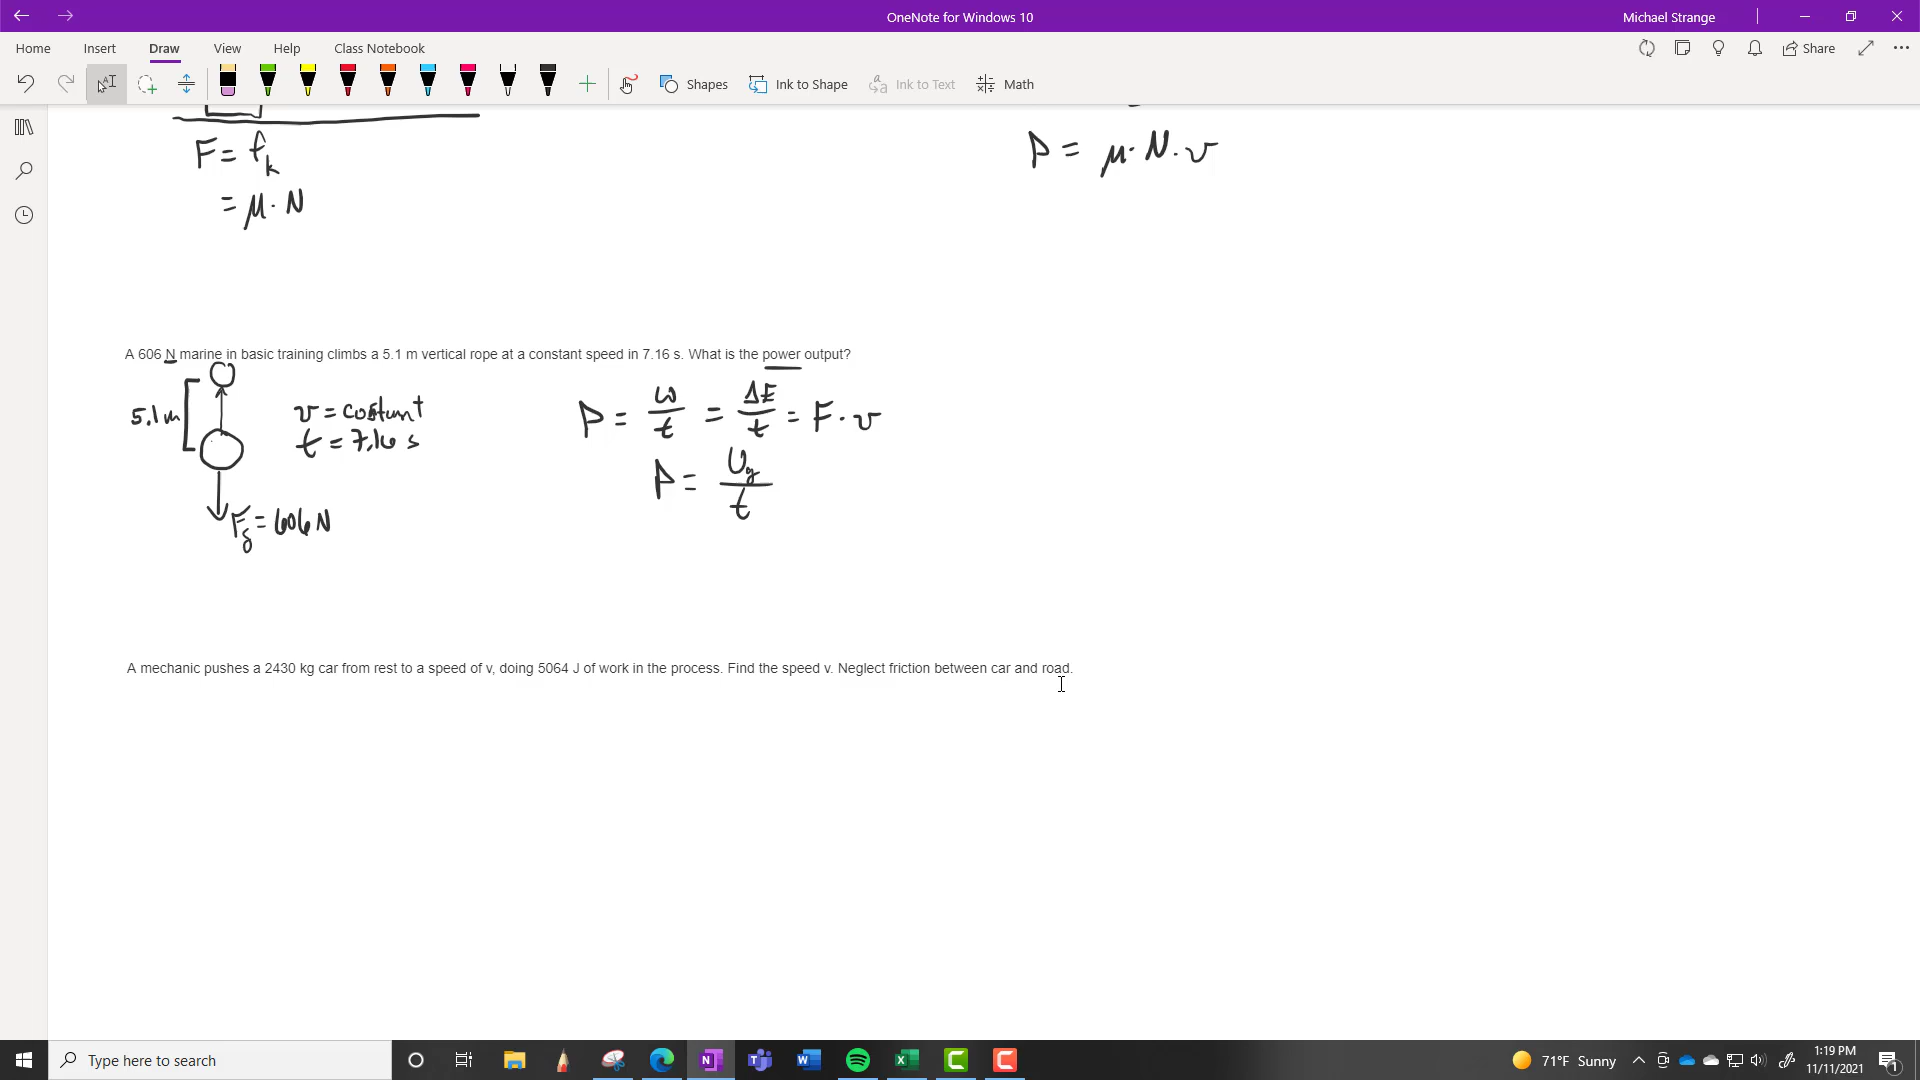 OneNote for Windows 10
Michael Strange
Home Insert Draw View Help Class Notebook
Share
Shapes Ink to Shape Ink to Text Math
F = fk
= μ · N
P = μ · N · v
A 606 N marine in basic training climbs a 5.1 m vertical rope at a constant speed in 7.16 s. What is the power output?
5.1 m
v = constant
t = 7.16 s
Fg = 606 N
P = W/t = ΔE/t = F · v
P = Ug/t
A mechanic pushes a 2430 kg car from rest to a speed of v, doing 5064 J of work in the process. Find the speed v. Neglect friction between car and road.
Type here to search
71°F Sunny
1:19 PM
11/11/2021
1